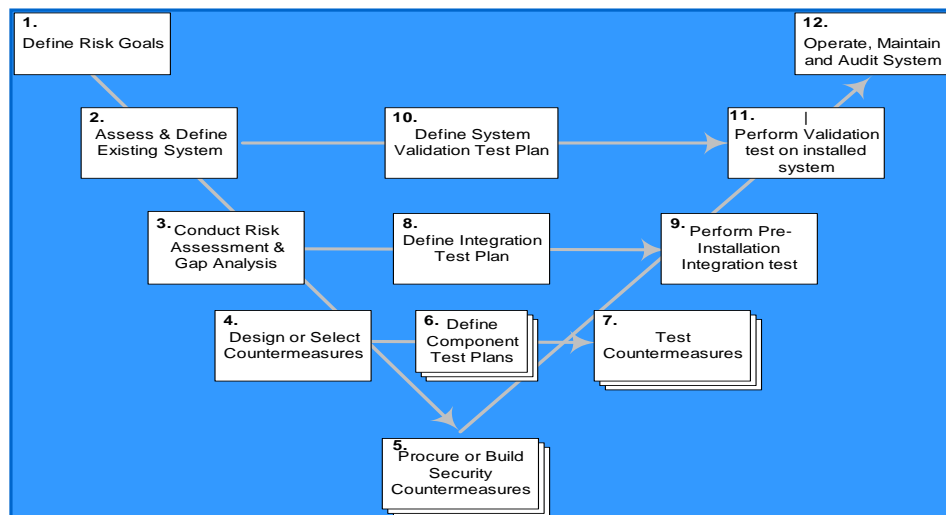 1.
Define Risk Goals
12.
Operate, Maintain
and Audit System
2.
Assess & Define
Existing System
10.
Define System
Validation Test Plan
11. |
Perform Validation
test on installed
system
3.
Conduct Risk
Assessment &
Gap Analysis
8.
Define Integration
Test Plan
9.
Perform Pre-
Installation
Integration test
4.
Design or Select
Countermeasures
6. Define
Component
Test Plans
7.
Test
Countermeasures
5.
Procure or Build
Security
Countermeasures